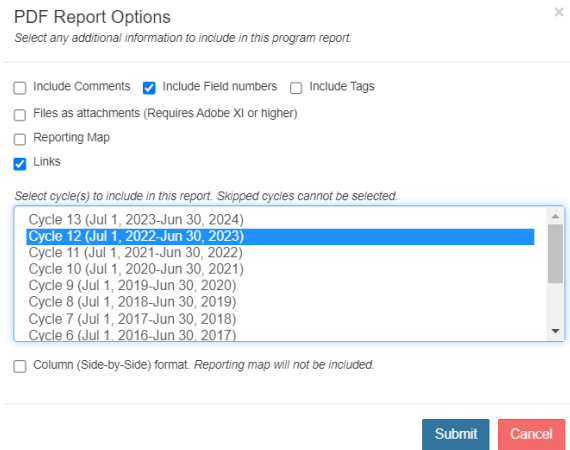 PDF Report Options
×
Select any additional information to include in this program report.
Include Comments Include Field numbers Include Tags
Files as attachments (Requires Adobe XI or higher)
Reporting Map
Links
Select cycle(s) to include in this report. Skipped cycles cannot be selected.
Cycle 13 (Jul 1, 2023-Jun 30, 2024)
Cycle 12 (Jul 1, 2022-Jun 30, 2023)
Cycle 11 (Jul 1, 2021-Jun 30, 2022)
Cycle 10 (Jul 1, 2020-Jun 30, 2021)
Cycle 9 (Jul 1, 2019-Jun 30, 2020)
Cycle 8 (Jul 1, 2018-Jun 30, 2019)
Cycle 7 (Jul 1, 2017-Jun 30, 2018)
Cycle 6 (Jul 1, 2016-Jun 30, 2017)
Column (Side-by-Side) format. Reporting map will not be included.
Submit Cancel